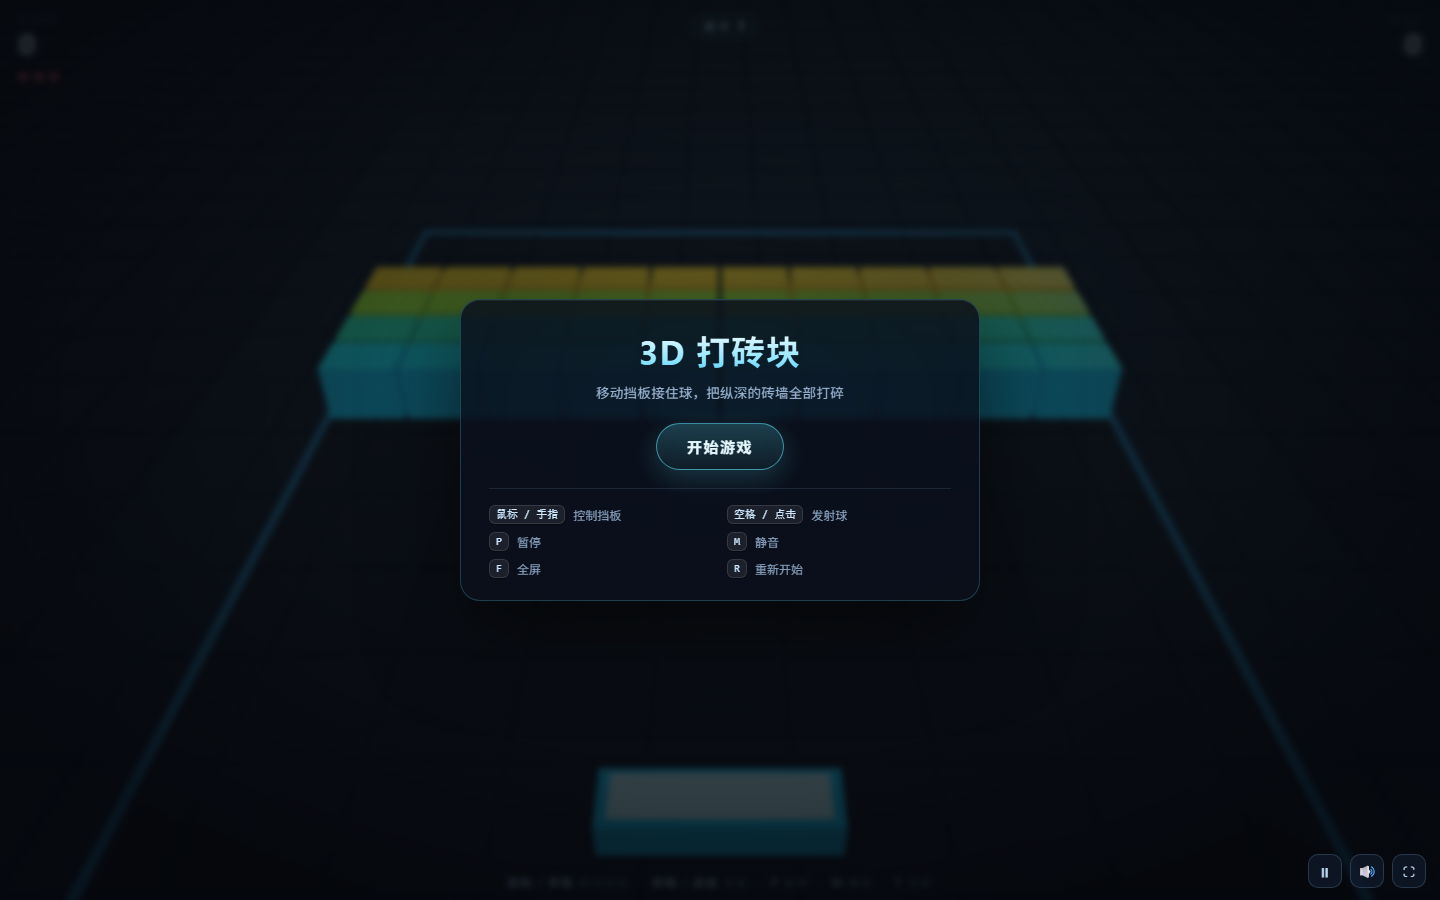 0
0
3D 打砖块
移动挡板接住球，把纵深的砖墙全部打碎
开始游戏
鼠标 / 手指 控制挡板
空格 / 点击 发射球
P 暂停
M 静音
F 全屏
R 重新开始